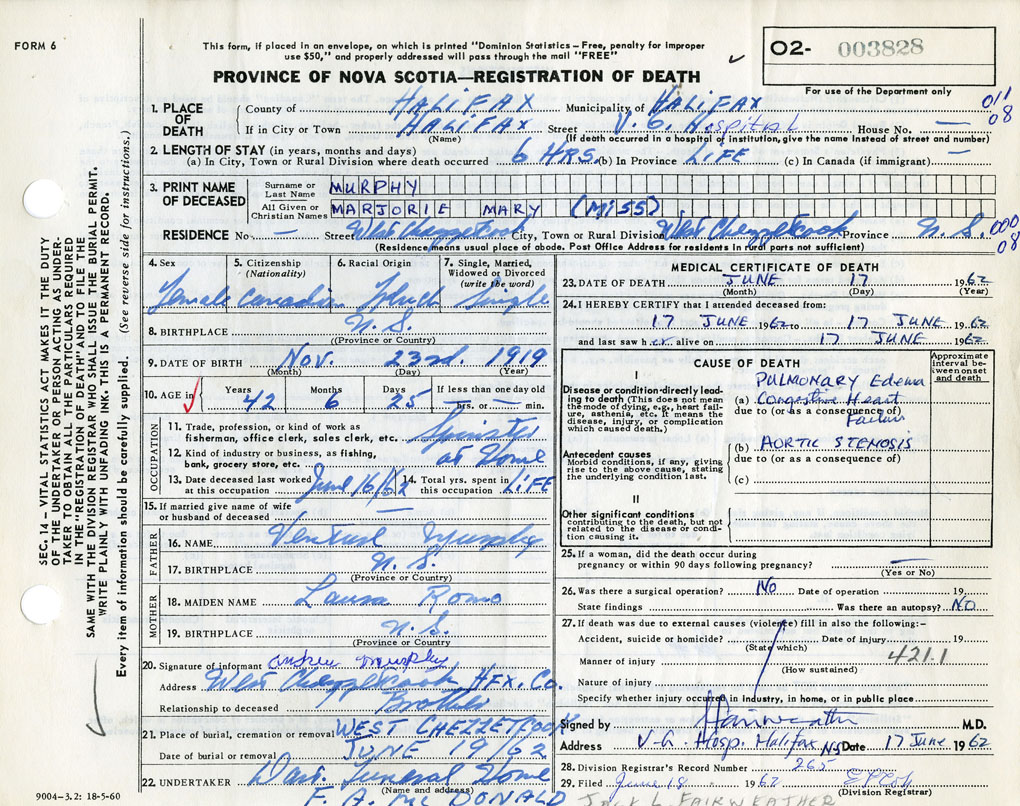 FORM 6
This form, if placed in an envelope, on which is printed "Dominion Statistics – Free, penalty for improper
use $50," and properly addressed will pass through the mail "FREE"
PROVINCE OF NOVA SCOTIA—REGISTRATION OF DEATH
O2- 003828
For use of the Department only
011
08
1. PLACE OF DEATH
County of HALIFAX Municipality of HALIFAX
If in City or Town HALIFAX Street V. G. Hospital House No. —
(Name) (If death occurred in a hospital or institution, give the name instead of street and number)
2. LENGTH OF STAY (in years, months and days)
(a) In City, Town or Rural Division where death occurred 6 HRS. (b) In Province LIFE (c) In Canada (if immigrant) —
3. PRINT NAME OF DECEASED
Surname or Last Name MURPHY
All Given or Christian Names MARJORIE MARY (MISS)
RESIDENCE No — Street West Chezzetcook City, Town or Rural Division West Chezzetcook Province N. S.
000
08
(Residence means usual place of abode. Post Office Address for residents in rural parts not sufficient)
4. Sex 5. Citizenship (Nationality) 6. Racial Origin 7. Single, Married, Widowed or Divorced (write the word)
Female Canadian Single
8. BIRTHPLACE N. S.
(Province or Country)
9. DATE OF BIRTH Nov. 23rd. 1919
(Month) (Day) (Year)
10. AGE in Years Months Days If less than one day old
42 6 25 — hrs. or — min.
OCCUPATION
11. Trade, profession, or kind of work as
fisherman, office clerk, sales clerk, etc. Spinster
12. Kind of industry or business, as fishing,
bank, grocery store, etc. at Home
13. Date deceased last worked at this occupation June 16/62 14. Total yrs. spent in this occupation LIFE
15. If married give name of wife
or husband of deceased —
FATHER
16. NAME Murphy
17. BIRTHPLACE N. S.
(Province or Country)
MOTHER
18. MAIDEN NAME Laura Romo
19. BIRTHPLACE N. S.
(Province or Country)
20. Signature of informant Andrew Murphy
Address West Chezzetcook HFX. Co.
Relationship to deceased Brother
21. Place of burial, cremation or removal WEST CHEZZETCOOK
Date of burial or removal JUNE 19/62
22. UNDERTAKER Dart. Funeral Home
(Name and address)
F. A. McDONALD
MEDICAL CERTIFICATE OF DEATH
23. DATE OF DEATH JUNE 17 1962
(Month) (Day) (Year)
24. I HEREBY CERTIFY that I attended deceased from:
17 JUNE 1962 to 17 JUNE 1962
and last saw her alive on 17 JUNE 1962
CAUSE OF DEATH
Approximate interval between onset and death
I
Disease or condition directly leading to death (This does not mean
the mode of dying, e.g., heart failure, asthenia, etc. It means the
disease, injury, or complication
which caused death.)
PULMONARY Edema
(a) Congestive Heart
due to (or as a consequence of)
Failure
Antecedent causes
Morbid conditions, if any, giving
rise to the above cause, stating
the underlying condition last.
(b) AORTIC STENOSIS
due to (or as a consequence of)
(c)
II
Other significant conditions
contributing to the death, but not
related to the disease or condition causing it.
25. If a woman, did the death occur during
pregnancy or within 90 days following pregnancy? —
(Yes or No)
26. Was there a surgical operation? NO Date of operation 19
State findings Was there an autopsy? NO
27. If death was due to external causes (violence) fill in also the following:–
Accident, suicide or homicide? Date of injury 19
(State which)
421.1
Manner of injury
(How sustained)
Nature of injury
Specify whether injury occurred in Industry, in home, or in public place
Signed by Fairweather M.D.
Address V-G. Hosp. Halifax NS Date 17 June 1962
28. Division Registrar's Record Number 265
29. Filed June 18 1962
(Division Registrar)
JACK L. FAIRWEATHER
SEC. 14 – VITAL STATISTICS ACT MAKES IT THE DUTY
OF THE UNDERTAKER OR PERSON ACTING AS UNDER-
TAKER TO OBTAIN ALL THE PARTICULARS REQUIRED
IN THE "REGISTRATION OF DEATH" AND TO FILE THE
SAME WITH THE DIVISION REGISTRAR WHO SHALL ISSUE THE BURIAL PERMIT.
WRITE PLAINLY WITH UNFADING INK. THIS IS A PERMANENT RECORD.
Every item of information should be carefully supplied. (See reverse side for instructions.)
9004–3.2: 18-5-60